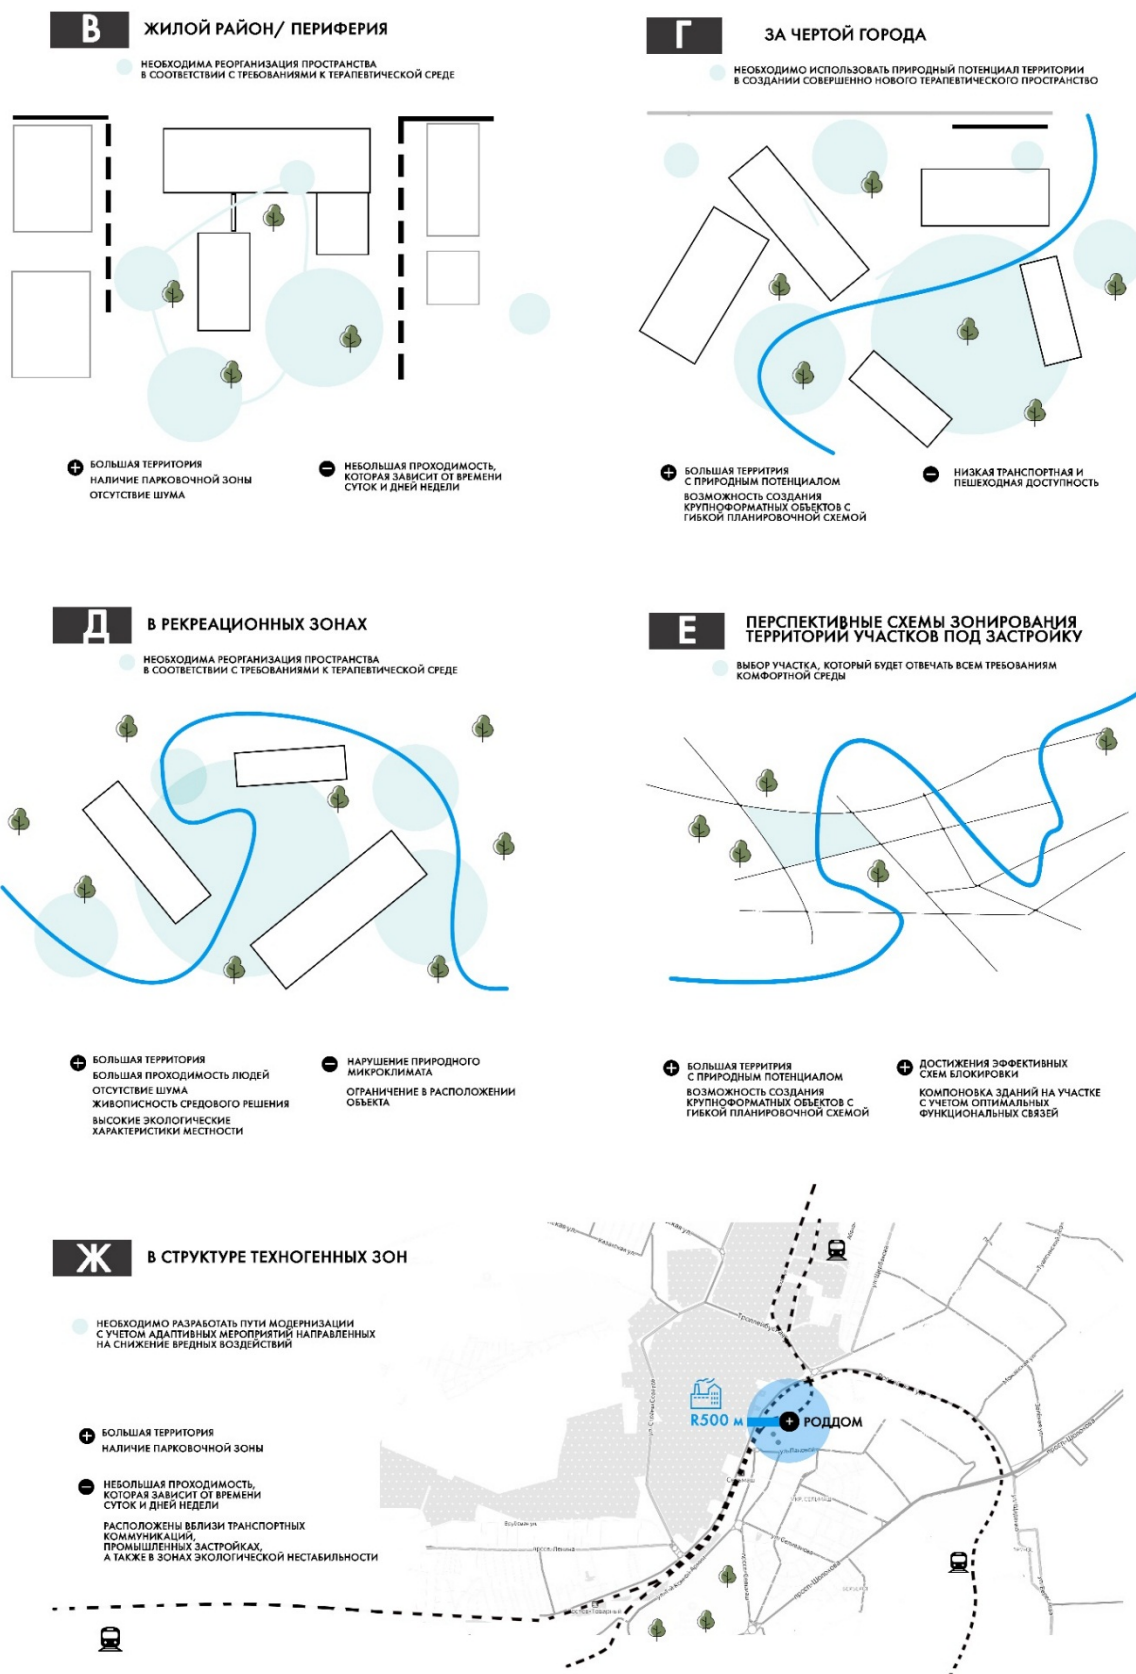 В
ЖИЛОЙ РАЙОН/ ПЕРИФЕРИЯ
НЕОБХОДИМА РЕОРГАНИЗАЦИЯ ПРОСТРАНСТВА
В СООТВЕТСТВИИ С ТРЕБОВАНИЯМИ К ТЕРАПЕВТИЧЕСКОЙ СРЕДЕ
БОЛЬШАЯ ТЕРРИТОРИЯ
НАЛИЧИЕ ПАРКОВОЧНОЙ ЗОНЫ
ОТСУТСТВИЕ ШУМА
НЕБОЛЬШАЯ ПРОХОДИМОСТЬ,
КОТОРАЯ ЗАВИСИТ ОТ ВРЕМЕНИ
СУТОК И ДНЕЙ НЕДЕЛИ
Г
ЗА ЧЕРТОЙ ГОРОДА
НЕОБХОДИМО ИСПОЛЬЗОВАТЬ ПРИРОДНЫЙ ПОТЕНЦИАЛ ТЕРРИТОРИИ
В СОЗДАНИИ СОВЕРШЕННО НОВОГО ТЕРАПЕВТИЧЕСКОГО ПРОСТРАНСТВО
БОЛЬШАЯ ТЕРРИТРИЯ
С ПРИРОДНЫМ ПОТЕНЦИАЛОМ
ВОЗМОЖНОСТЬ СОЗДАНИЯ
КРУПНОФОРМАТНЫХ ОБЪЕКТОВ С
ГИБКОЙ ПЛАНИРОВОЧНОЙ СХЕМОЙ
НИЗКАЯ ТРАНСПОРТНАЯ И
ПЕШЕХОДНАЯ ДОСТУПНОСТЬ
Д
В РЕКРЕАЦИОННЫХ ЗОНАХ
НЕОБХОДИМА РЕОРГАНИЗАЦИЯ ПРОСТРАНСТВА
В СООТВЕТСТВИИ С ТРЕБОВАНИЯМИ К ТЕРАПЕВТИЧЕСКОЙ СРЕДЕ
БОЛЬШАЯ ТЕРРИТОРИЯ
БОЛЬШАЯ ПРОХОДИМОСТЬ ЛЮДЕЙ
ОТСУТСТВИЕ ШУМА
ЖИВОПИСНОСТЬ СРЕДОВОГО РЕШЕНИЯ
ВЫСОКИЕ ЭКОЛОГИЧЕСКИЕ
ХАРАКТЕРИСТИКИ МЕСТНОСТИ
НАРУШЕНИЕ ПРИРОДНОГО
МИКРОКЛИМАТА
ОГРАНИЧЕНИЕ В РАСПОЛОЖЕНИИ
ОБЪЕКТА
Е
ПЕРСПЕКТИВНЫЕ СХЕМЫ ЗОНИРОВАНИЯ
ТЕРРИТОРИИ УЧАСТКОВ ПОД ЗАСТРОЙКУ
ВЫБОР УЧАСТКА, КОТОРЫЙ БУДЕТ ОТВЕЧАТЬ ВСЕМ ТРЕБОВАНИЯМ
КОМФОРТНОЙ СРЕДЫ
БОЛЬШАЯ ТЕРРИТРИЯ
С ПРИРОДНЫМ ПОТЕНЦИАЛОМ
ВОЗМОЖНОСТЬ СОЗДАНИЯ
КРУПНОФОРМАТНЫХ ОБЪЕКТОВ С
ГИБКОЙ ПЛАНИРОВОЧНОЙ СХЕМОЙ
ДОСТИЖЕНИЯ ЭФФЕКТИВНЫХ
СХЕМ БЛОКИРОВКИ
КОМПОНОВКА ЗДАНИЙ НА УЧАСТКЕ
С УЧЕТОМ ОПТИМАЛЬНЫХ
ФУНКЦИОНАЛЬНЫХ СВЯЗЕЙ
Ж
В СТРУКТУРЕ ТЕХНОГЕННЫХ ЗОН
НЕОБХОДИМО РАЗРАБОТАТЬ ПУТИ МОДЕРНИЗАЦИИ
С УЧЕТОМ АДАПТИВНЫХ МЕРОПРИЯТИЙ НАПРАВЛЕННЫХ
НА СНИЖЕНИЕ ВРЕДНЫХ ВОЗДЕЙСТВИЙ
БОЛЬШАЯ ТЕРРИТОРИЯ
НАЛИЧИЕ ПАРКОВОЧНОЙ ЗОНЫ
НЕБОЛЬШАЯ ПРОХОДИМОСТЬ,
КОТОРАЯ ЗАВИСИТ ОТ ВРЕМЕНИ
СУТОК И ДНЕЙ НЕДЕЛИ
РАСПОЛОЖЕНЫ ВБЛИЗИ ТРАНСПОРТНЫХ
КОММУНИКАЦИЙ,
ПРОМЫШЛЕННЫХ ЗАСТРОЙКАХ,
А ТАКЖЕ В ЗОНАХ ЭКОЛОГИЧЕСКОЙ НЕСТАБИЛЬНОСТИ
R500 м
РОДДОМ
просп. Ленина
просп. Шолохова
просп. Шолохова